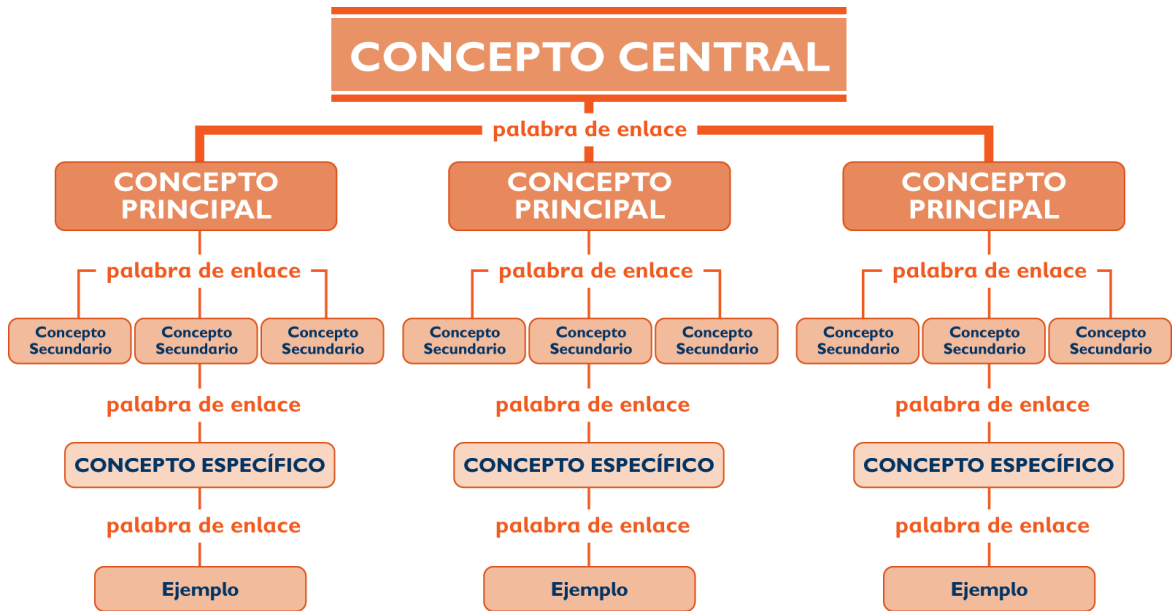 CONCEPTO CENTRAL
palabra de enlace
CONCEPTO
PRINCIPAL
CONCEPTO
PRINCIPAL
CONCEPTO
PRINCIPAL
palabra de enlace
palabra de enlace
palabra de enlace
Concepto
Secundario
Concepto
Secundario
Concepto
Secundario
Concepto
Secundario
Concepto
Secundario
Concepto
Secundario
Concepto
Secundario
Concepto
Secundario
Concepto
Secundario
palabra de enlace
palabra de enlace
palabra de enlace
CONCEPTO ESPECÍFICO
CONCEPTO ESPECÍFICO
CONCEPTO ESPECÍFICO
palabra de enlace
palabra de enlace
palabra de enlace
Ejemplo
Ejemplo
Ejemplo